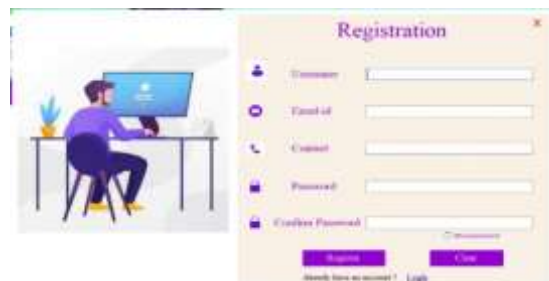 Registration
x
Username
Email id
Contact
Password
Confirm Password
Register Clear
Already have an account ? Login